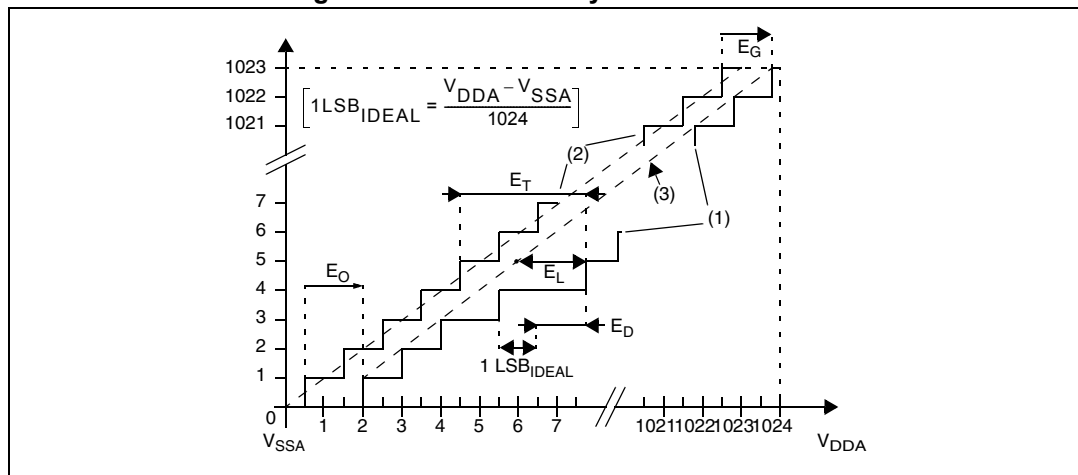 E_G
1023
1022
1021
[1LSB_IDEAL = (V_DDA − V_SSA) / 1024]
(2)
(3)
(1)
E_T
7
6
5
4
3
2
1
0
E_O
E_L
E_D
1 LSB_IDEAL
1 2 3 4 5 6 7
1021 1022 1023 1024
V_SSA
V_DDA